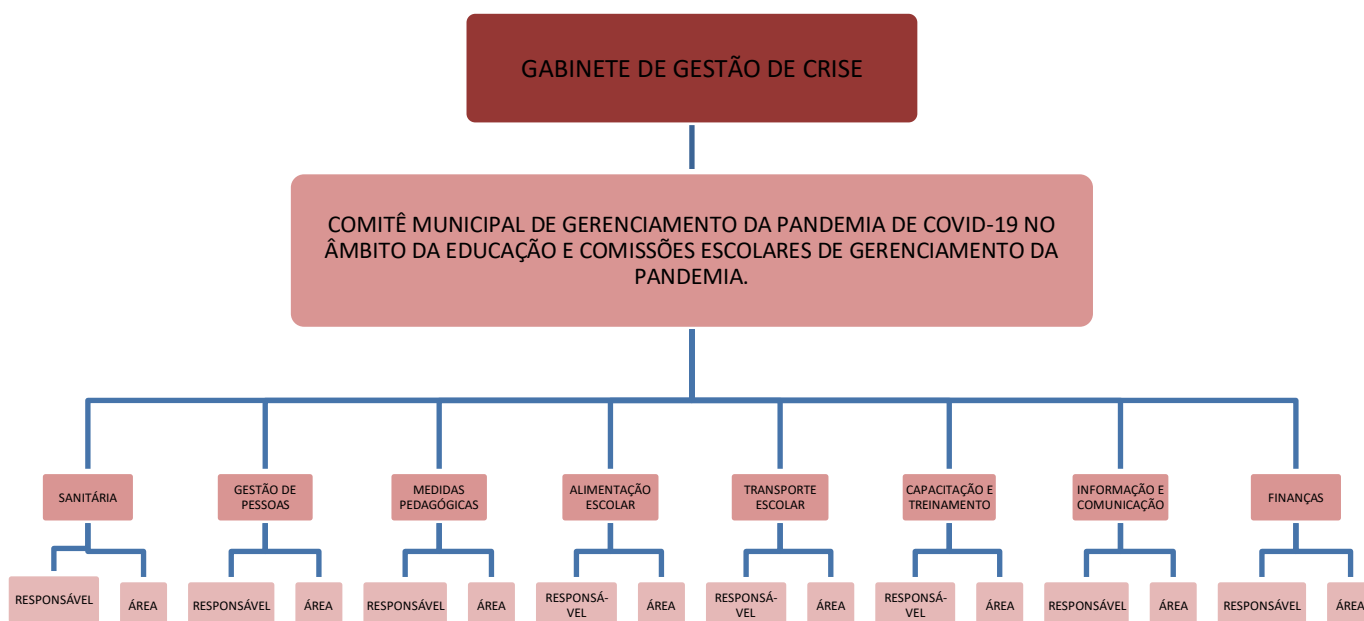 GABINETE DE GESTÃO DE CRISE
COMITÊ MUNICIPAL DE GERENCIAMENTO DA PANDEMIA DE COVID-19 NO
ÂMBITO DA EDUCAÇÃO E COMISSÕES ESCOLARES DE GERENCIAMENTO DA
PANDEMIA.
SANITÁRIA
GESTÃO DE
PESSOAS
MEDIDAS
PEDAGÓGICAS
ALIMENTAÇÃO
ESCOLAR
TRANSPORTE
ESCOLAR
CAPACITAÇÃO E
TREINAMENTO
INFORMAÇÃO E
COMUNICAÇÃO
FINANÇAS
RESPONSÁVEL
ÁREA
RESPONSÁVEL
ÁREA
RESPONSÁVEL
ÁREA
RESPONSÁ-
VEL
ÁREA
RESPONSÁ-
VEL
ÁREA
RESPONSÁ-
VEL
ÁREA
RESPONSÁVEL
ÁREA
RESPONSÁVEL
ÁREA